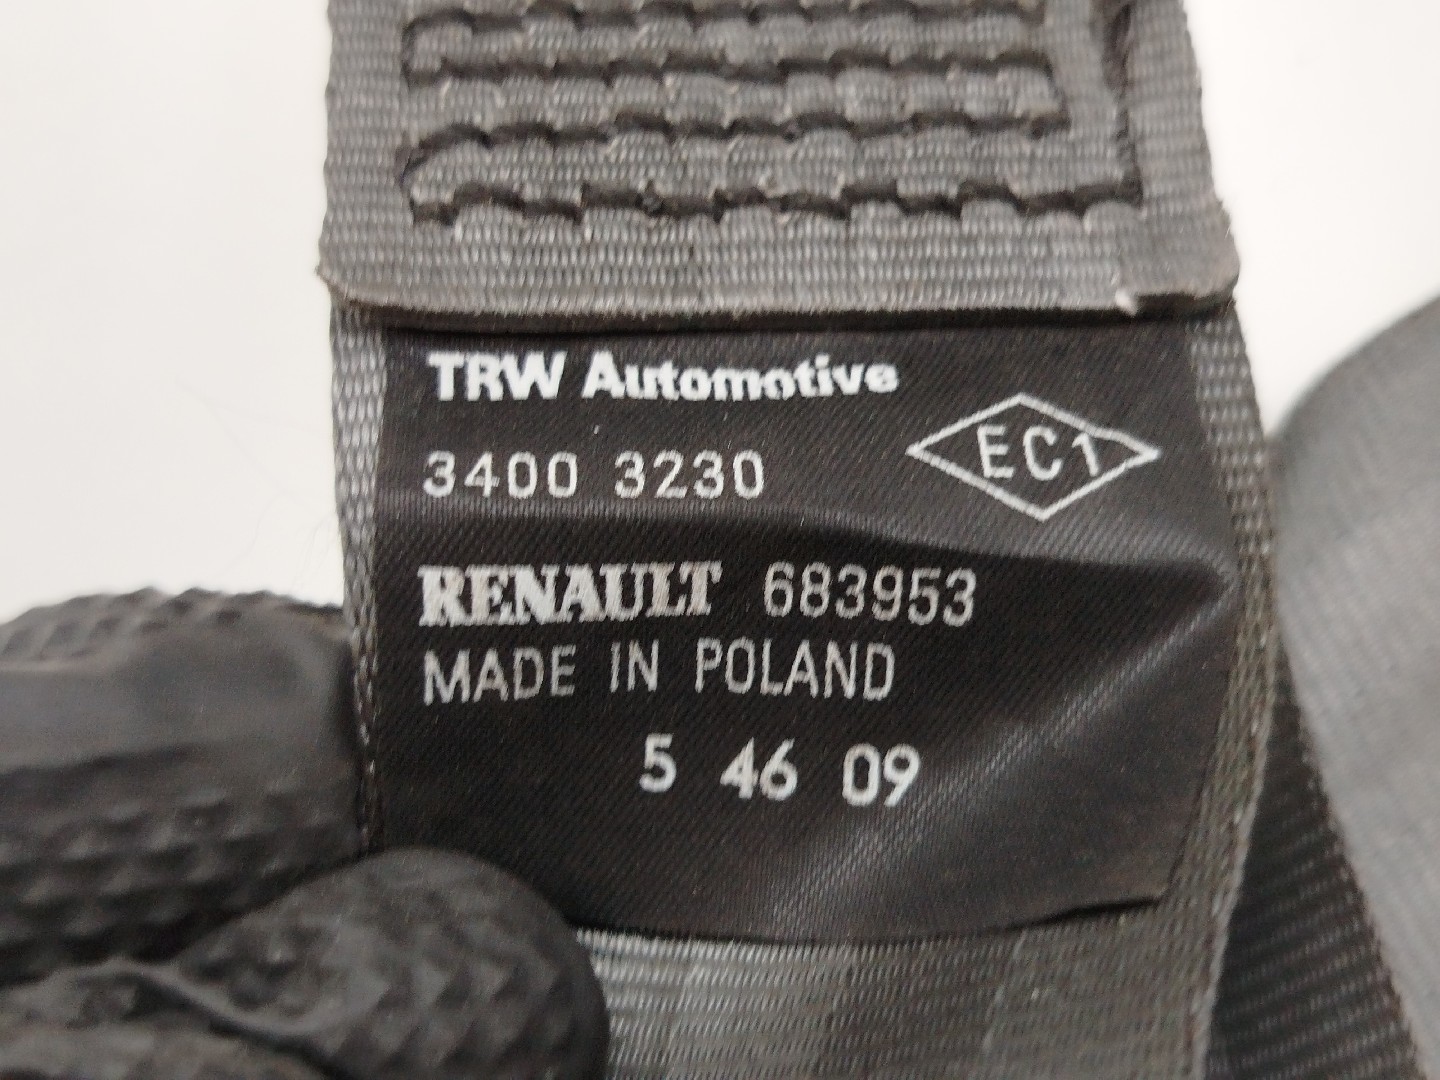 TRW Automotive
EC1
3400 3230
RENAULT 683953
MADE IN POLAND
5 46 09